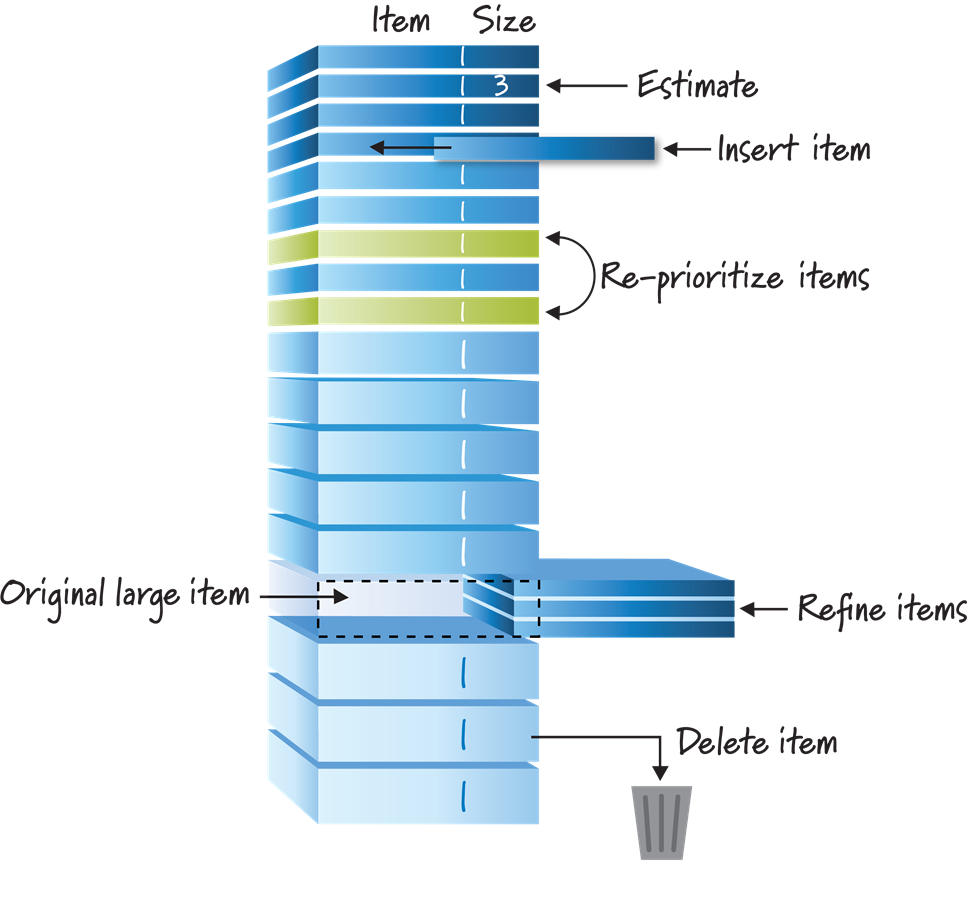 Item Size
3
Estimate
Insert item
Re-prioritize items
Original large item
Refine items
Delete item